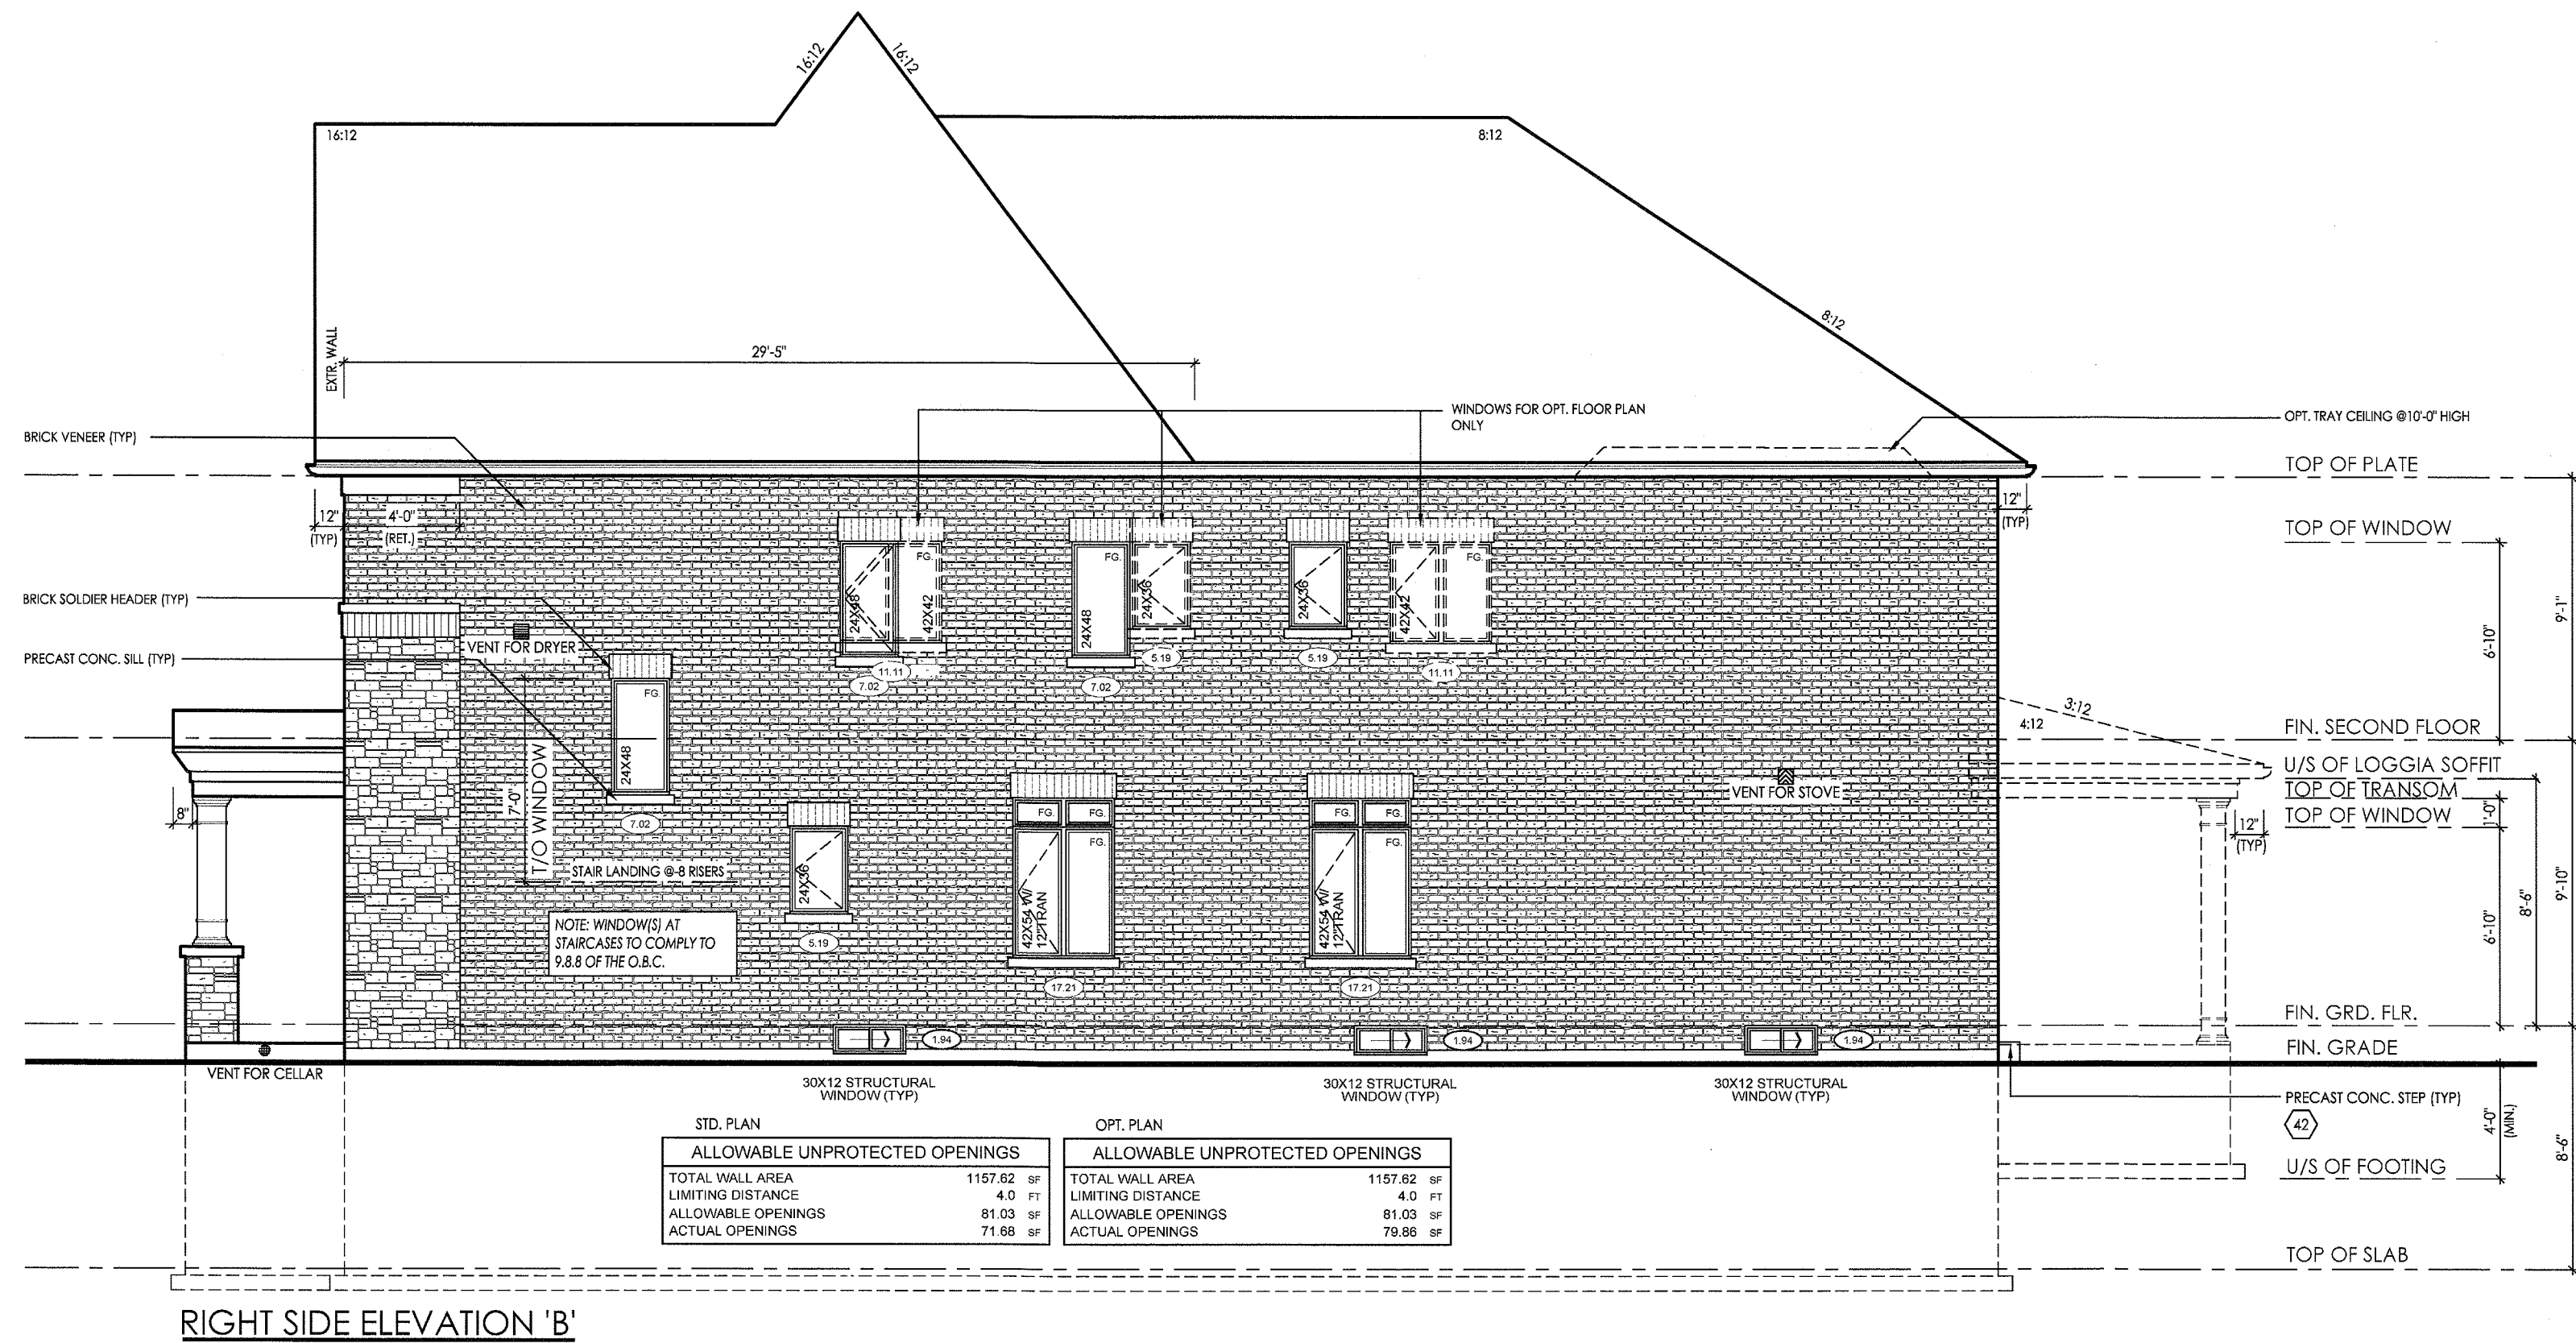 16:12
16:12
16:12
8:12
8:12
EXTR. WALL
29'-5"
WINDOWS FOR OPT. FLOOR PLAN
ONLY
OPT. TRAY CEILING @10'-0" HIGH
BRICK VENEER (TYP)
TOP OF PLATE
12"
(TYP)
4'-0"
(RET.)
12"
(TYP)
TOP OF WINDOW
FG.
24X48
42X42
FG.
24X48
24X36
24X36
FG.
42X42
BRICK SOLDIER HEADER (TYP)
9'-1"
6'-10"
VENT FOR DRYER
PRECAST CONC. SILL (TYP)
11.11
7.02
5.19
7.02
5.19
11.11
FG.
24X48
3:12
4:12
FIN. SECOND FLOOR
U/S OF LOGGIA SOFFIT
TOP OF TRANSOM
TOP OF WINDOW
VENT FOR STOVE
8"
7'-0"
T/O WINDOW
7.02
FG.
FG.
FG.
FG.
FG.
FG.
1'-0"
12"
(TYP)
STAIR LANDING @-8 RISERS
24X36
42X54 W/
12" TRAN
42X54 W/
12" TRAN
6'-10"
8'-6"
9'-10"
NOTE: WINDOW(S) AT
STAIRCASES TO COMPLY TO
9.8.8 OF THE O.B.C.
5.19
17.21
17.21
FIN. GRD. FLR.
1.94
1.94
1.94
FIN. GRADE
VENT FOR CELLAR
30X12 STRUCTURAL
WINDOW (TYP)
30X12 STRUCTURAL
WINDOW (TYP)
30X12 STRUCTURAL
WINDOW (TYP)
PRECAST CONC. STEP (TYP)
42
4'-0"
(MIN.)
8'-6"
U/S OF FOOTING
STD. PLAN
ALLOWABLE UNPROTECTED OPENINGS
TOTAL WALL AREA 1157.62 SF
LIMITING DISTANCE 4.0 FT
ALLOWABLE OPENINGS 81.03 SF
ACTUAL OPENINGS 71.68 SF
OPT. PLAN
ALLOWABLE UNPROTECTED OPENINGS
TOTAL WALL AREA 1157.62 SF
LIMITING DISTANCE 4.0 FT
ALLOWABLE OPENINGS 81.03 SF
ACTUAL OPENINGS 79.86 SF
TOP OF SLAB
RIGHT SIDE ELEVATION 'B'